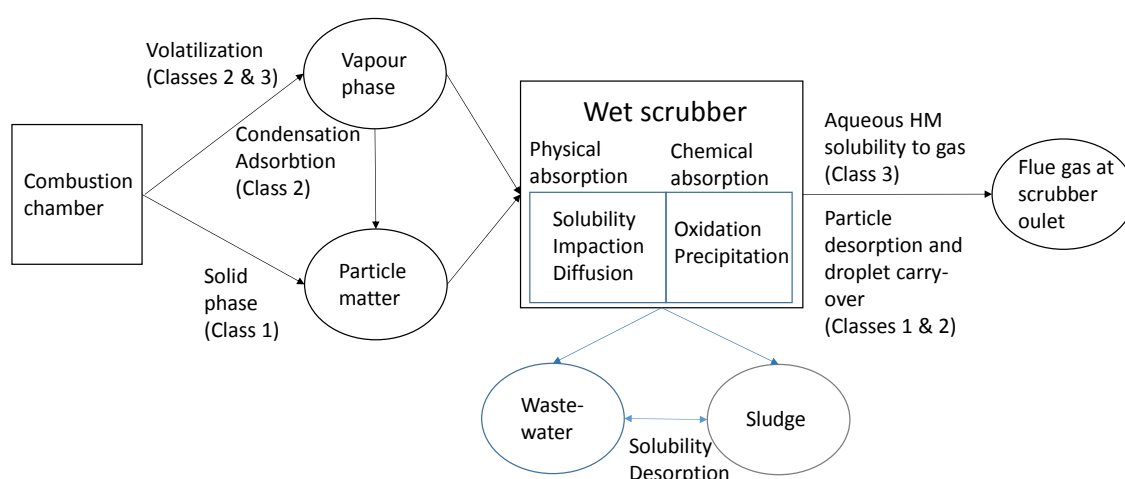 Volatilization
(Classes 2 & 3)
Vapour
phase
Condensation
Adsorbtion
(Class 2)
Combustion
chamber
Solid
phase
(Class 1)
Particle
matter
Wet scrubber
Physical
absorption
Chemical
absorption
Solubility
Impaction
Diffusion
Oxidation
Precipitation
Aqueous HM
solubility to gas
(Class 3)
Particle
desorption and
droplet carry-
over
(Classes 1 & 2)
Flue gas at
scrubber
oulet
Waste-
water
Sludge
Solubility
Desorption